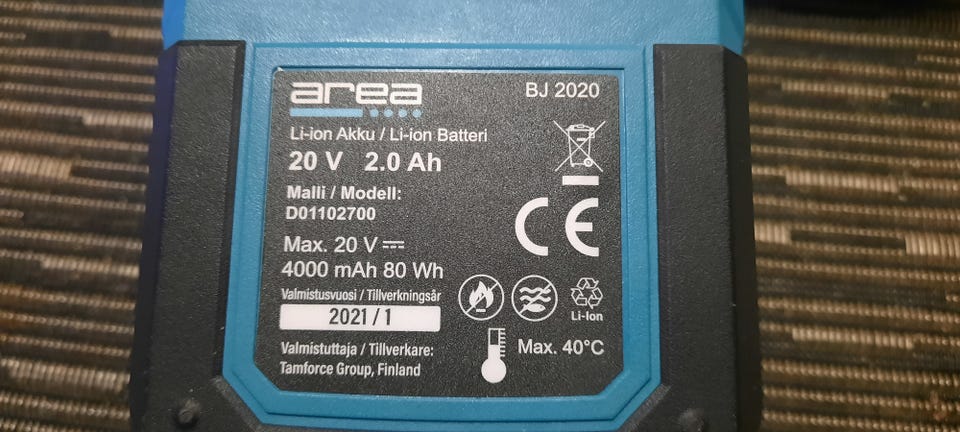 area
BJ 2020
Li-ion Akku / Li-ion Batteri
20 V 2.0 Ah
Malli / Modell:
D01102700
CE
Max. 20 V
4000 mAh 80 Wh
Valmistusvuosi / Tillverkningsår
2021 / 1
Li-Ion
Valmistuttaja / Tillverkare:
Tamforce Group, Finland
Max. 40°C